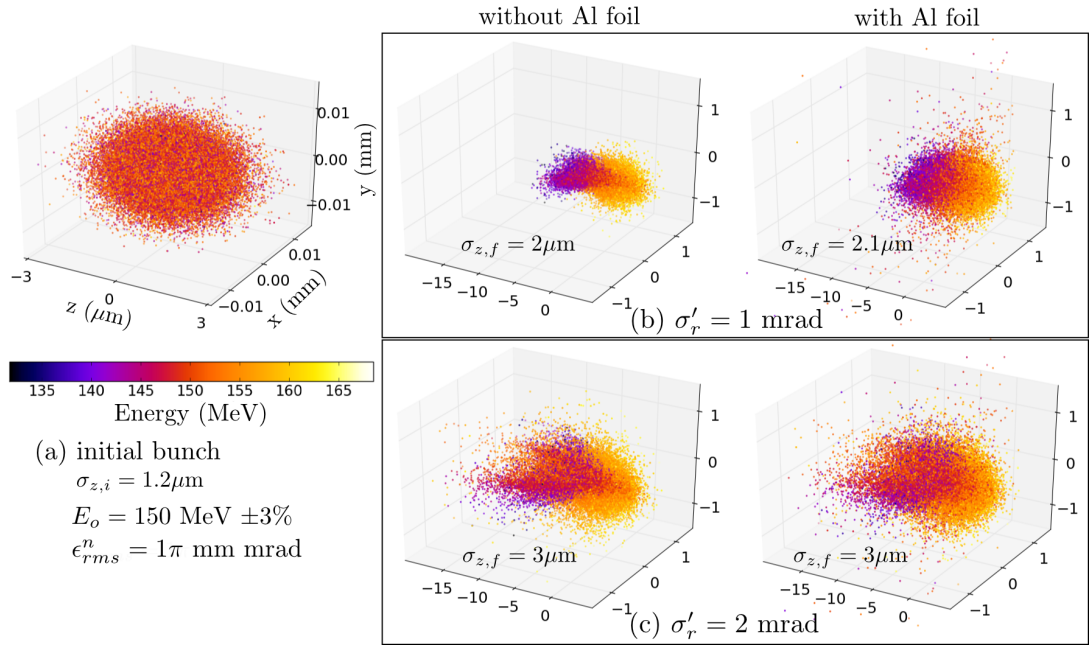 without Al foil
with Al foil
0.01
0.00
−0.01
y (mm)
−3
0
3
z (μm)
−0.01
0.00
0.01
x (mm)
1
0
−1
σz,f = 2μm
−15
−10
−5
0
−1
0
1
1
0
−1
σz,f = 2.1μm
−15
−10
−5
0
−1
0
1
(b) σ′r = 1 mrad
135 140 145 150 155 160 165
Energy (MeV)
(a) initial bunch
σz,i = 1.2μm
Eo = 150 MeV ±3%
ϵⁿrms = 1π mm mrad
1
0
−1
σz,f = 3μm
−15
−10
−5
0
−1
0
1
1
0
−1
σz,f = 3μm
−15
−10
−5
0
−1
0
1
(c) σ′r = 2 mrad